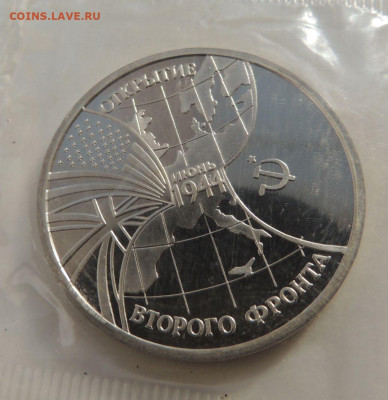 COINS.LAVE.RU
ОТКРЫТИЕ
ИЮНЬ
1944
ВТОРОГО ФРОНТА